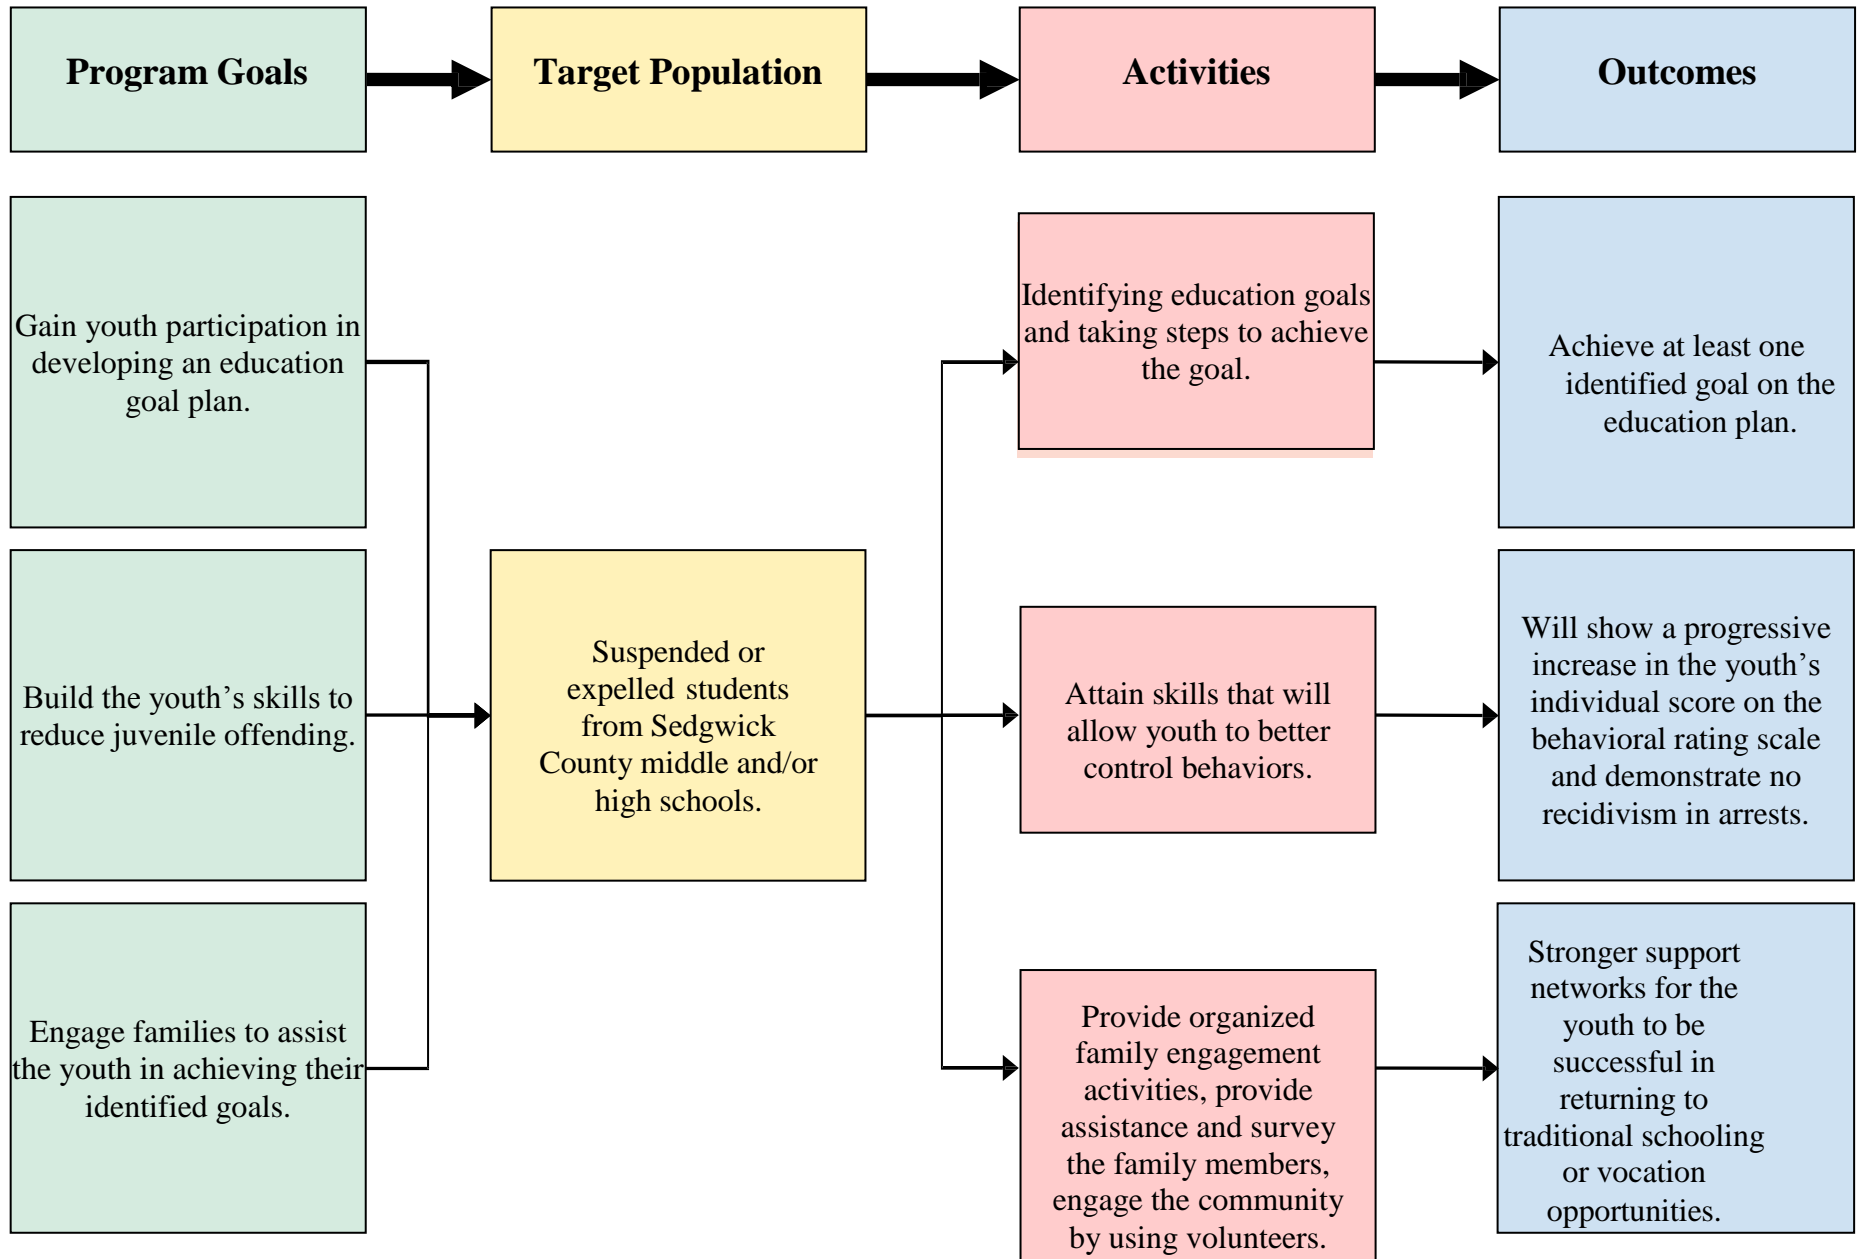 Program Goals
Target Population
Activities
Outcomes
Gain youth participation in
developing an education
goal plan.
Build the youth’s skills to
reduce juvenile offending.
Engage families to assist
the youth in achieving their
identified goals.
Suspended or
expelled students
from Sedgwick
County middle and/or
high schools.
Identifying education goals
and taking steps to achieve
the goal.
Attain skills that will
allow youth to better
control behaviors.
Provide organized
family engagement
activities, provide
assistance and survey
the family members,
engage the community
by using volunteers.
Achieve at least one
identified goal on the
education plan.
Will show a progressive
increase in the youth’s
individual score on the
behavioral rating scale
and demonstrate no
recidivism in arrests.
Stronger support
networks for the
youth to be
successful in
returning to
traditional schooling
or vocation
opportunities.